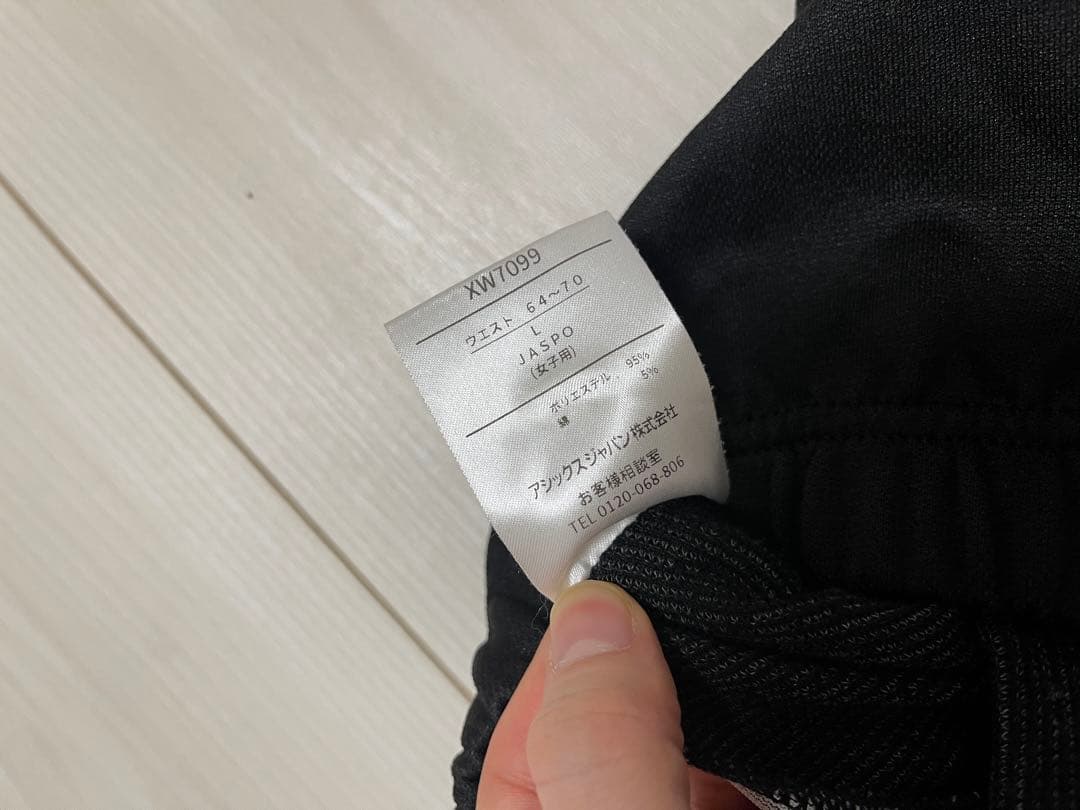 XW7099
ウエスト 64~70
L
JASPO
(女子用)
ポリエステル 95%
綿 5%
アシックスジャパン株式会社
お客様相談室
TEL 0120-068-806